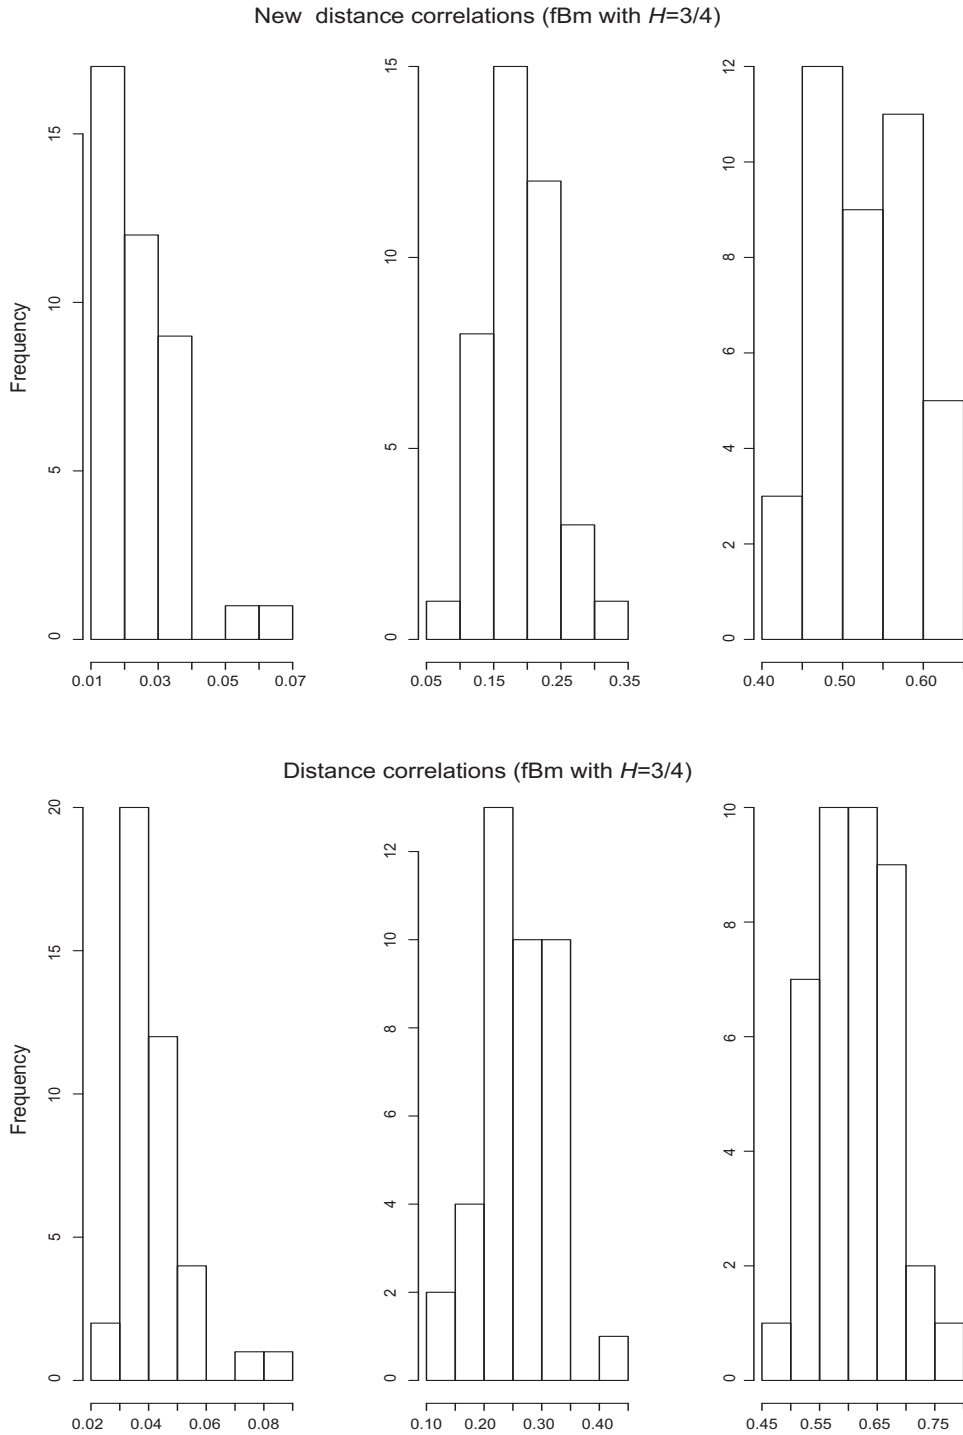 New distance correlations (fBm with H=3/4)
Frequency
0 5 10 15
0.01 0.03 0.05 0.07
0 5 10 15
0.05 0.15 0.25 0.35
0 2 4 6 8 10 12
0.40 0.50 0.60
Distance correlations (fBm with H=3/4)
Frequency
0 5 10 15 20
0.02 0.04 0.06 0.08
0 2 4 6 8 10 12
0.10 0.20 0.30 0.40
0 2 4 6 8 10
0.45 0.55 0.65 0.75